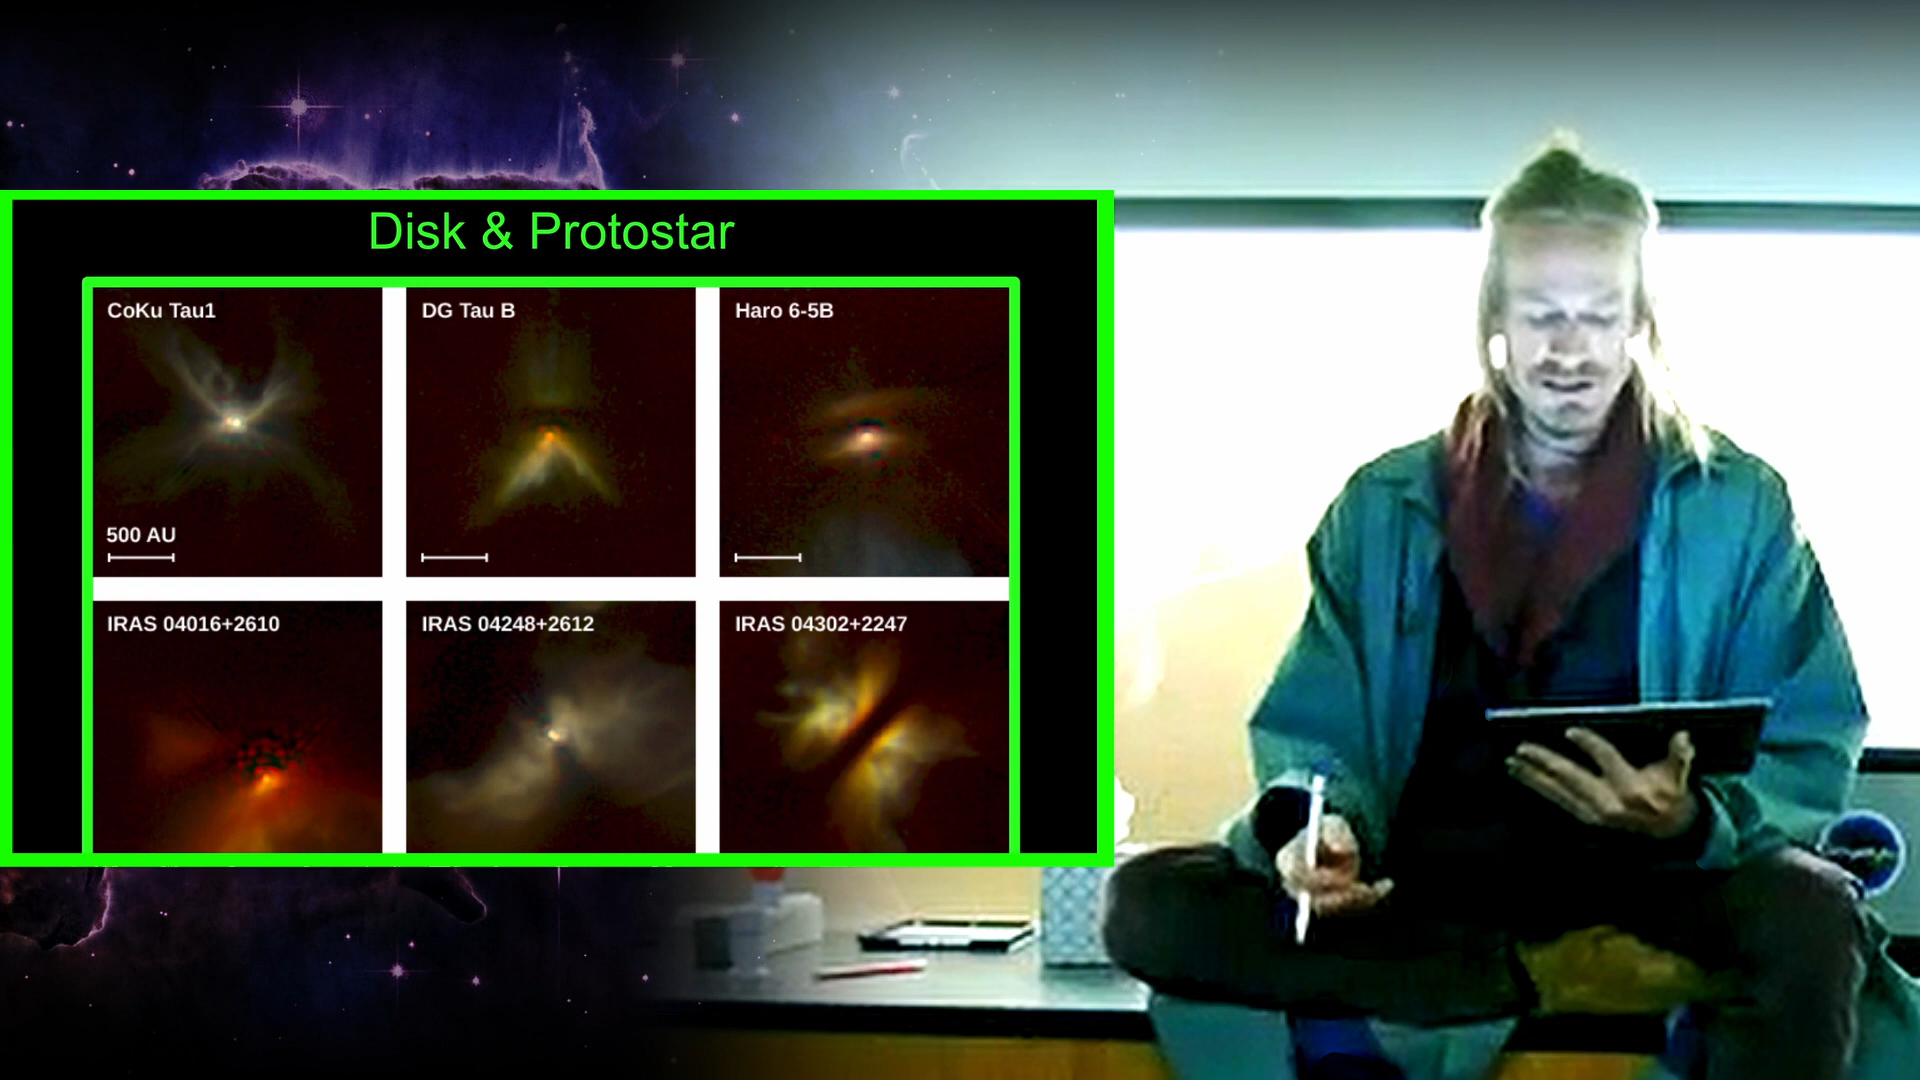 Disk & Protostar
CoKu Tau1
DG Tau B
Haro 6-5B
500 AU
IRAS 04016+2610
IRAS 04248+2612
IRAS 04302+2247